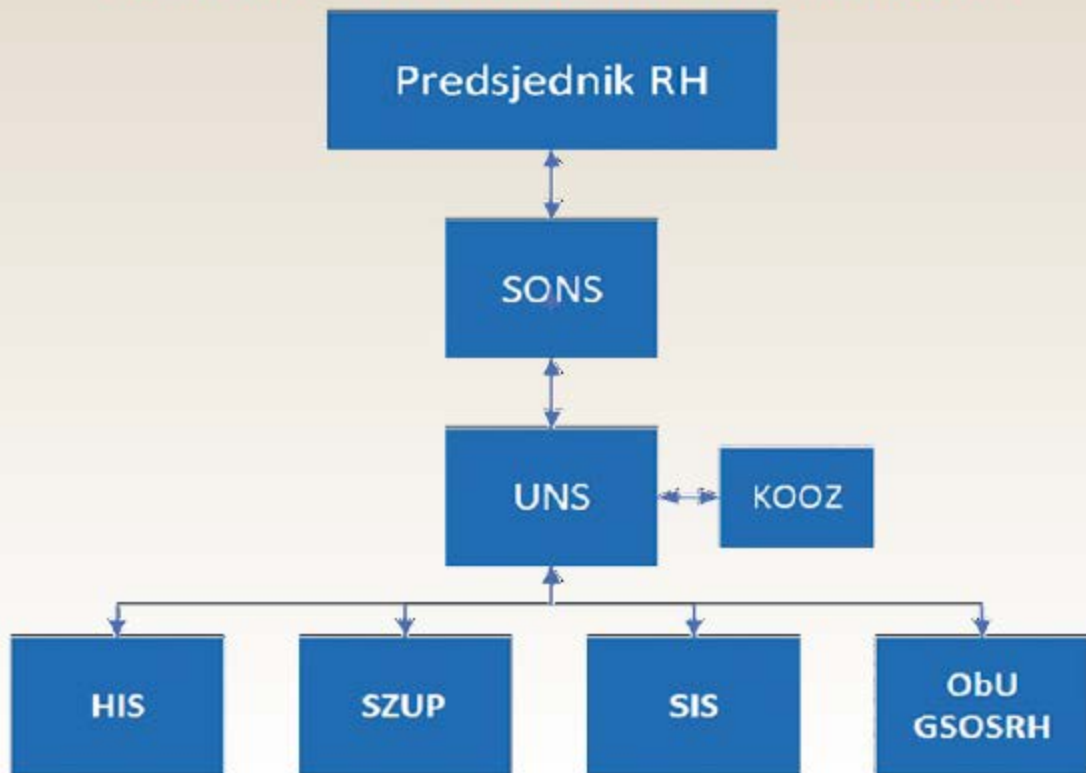 Predsjednik RH
SONS
UNS
KOOZ
HIS
SZUP
SIS
ObU
GSOSRH